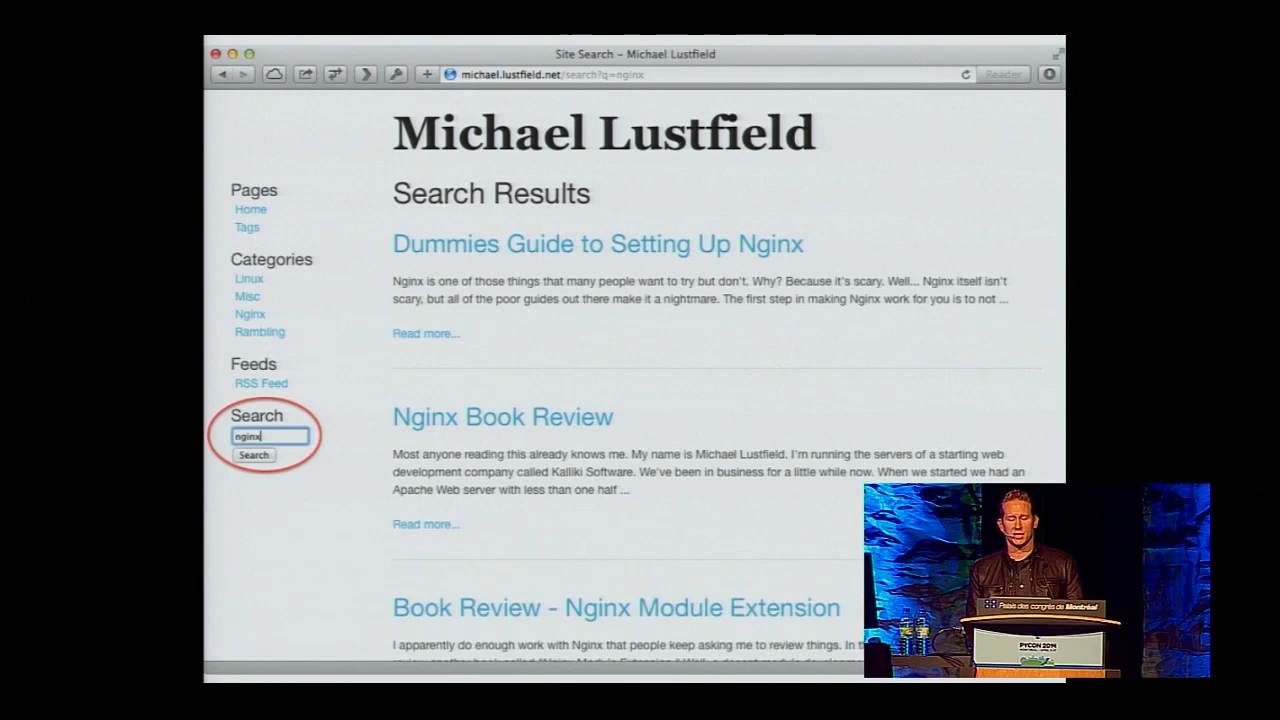 Site Search – Michael Lustfield
michael.lustfield.net/search?q=nginx
Reader
Michael Lustfield
Pages
Home
Tags
Categories
Linux
Misc
Nginx
Rambling
Feeds
RSS Feed
Search
nginx
Search
Search Results
Dummies Guide to Setting Up Nginx
Nginx is one of those things that many people want to try but don't. Why? Because it's scary. Well... Nginx itself isn't
scary, but all of the poor guides out there make it a nightmare. The first step in making Nginx work for you is to not ...
Read more...
Nginx Book Review
Most anyone reading this already knows me. My name is Michael Lustfield. I'm running the servers of a starting web
development company called Kalliki Software. We've been in business for a little while now. When we started we had an
Apache Web server with less than one half ...
Read more...
Book Review - Nginx Module Extension
I apparently do enough work with Nginx that people keep asking me to review things. In
Palais des congrès de Montréal
PYCON 2014